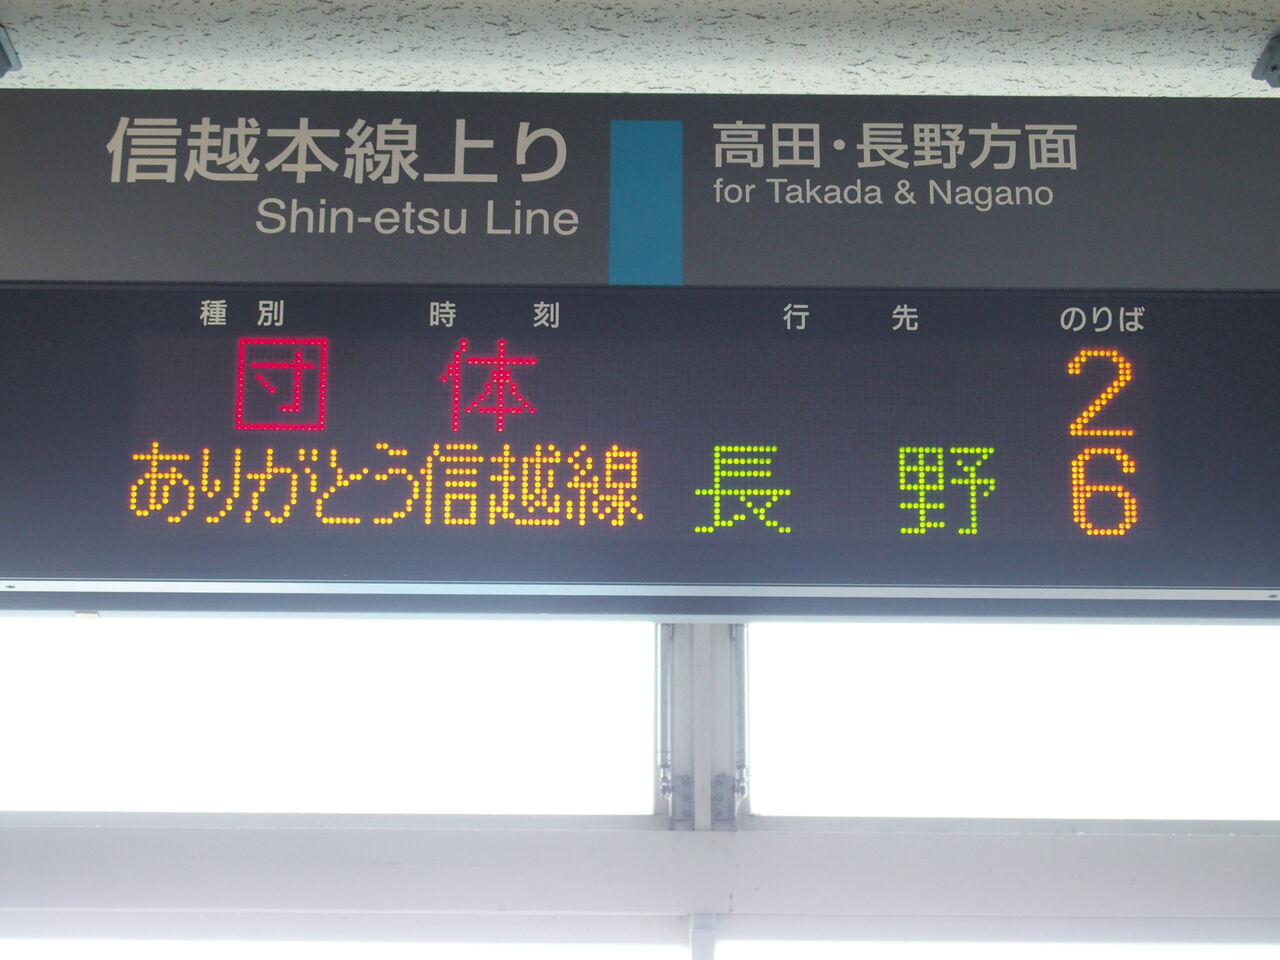 信越本線上り
Shin-etsu Line
高田・長野方面
for Takada & Nagano
種別 時刻 行先 のりば
団体 2
ありがとう信越線 長野 6